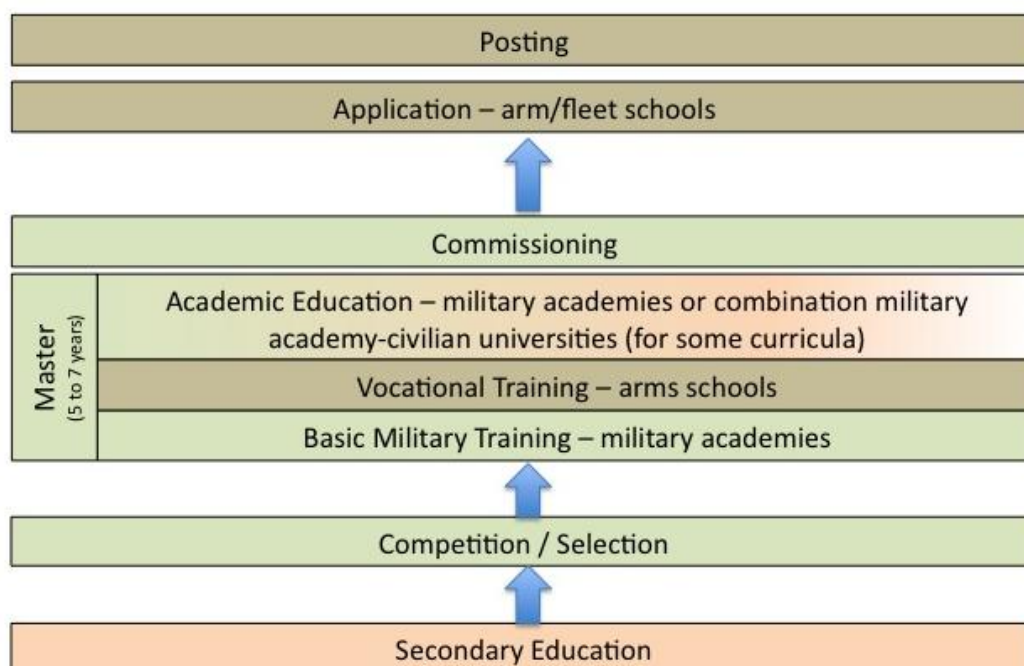 Posting
Application – arm/fleet schools
Commissioning
Master
(5 to 7 years)
Academic Education – military academies or combination military
academy-civilian universities (for some curricula)
Vocational Training – arms schools
Basic Military Training – military academies
Competition / Selection
Secondary Education